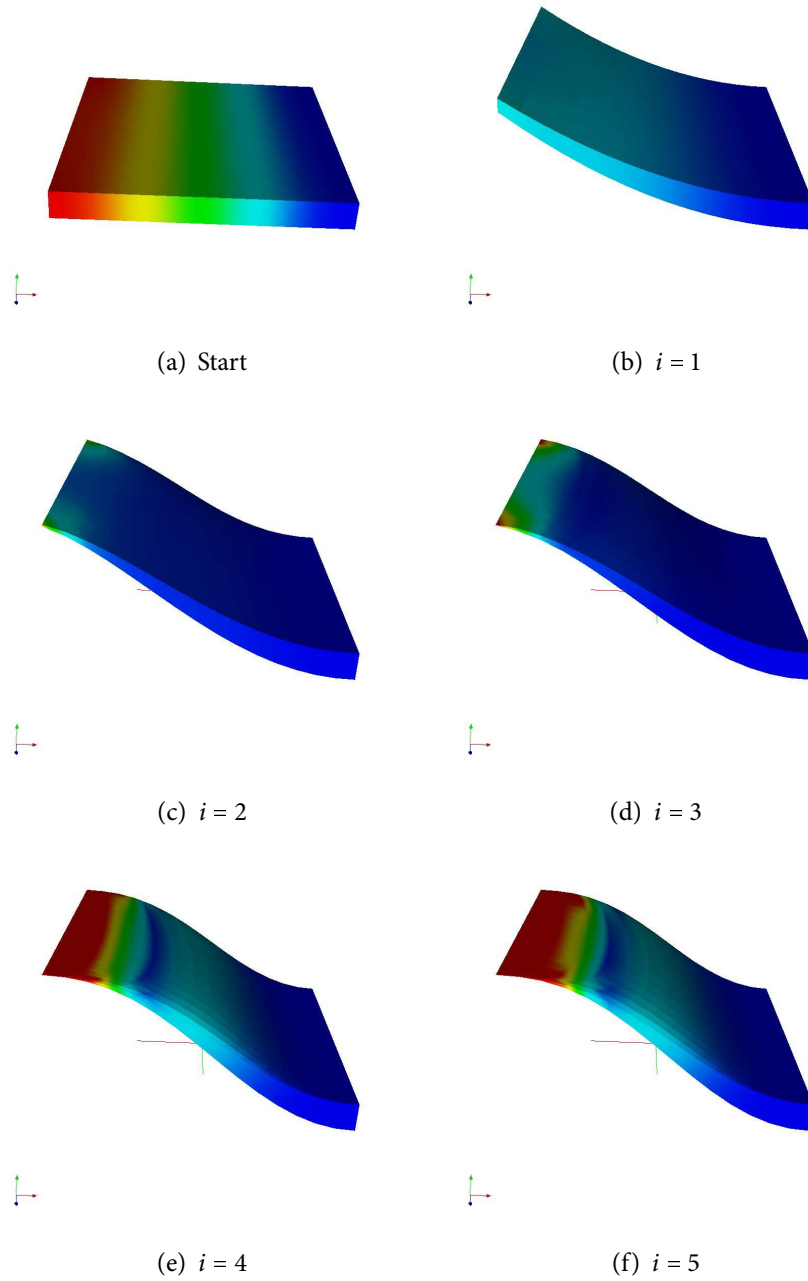 (a) Start
(b) i = 1
(c) i = 2
(d) i = 3
(e) i = 4
(f) i = 5